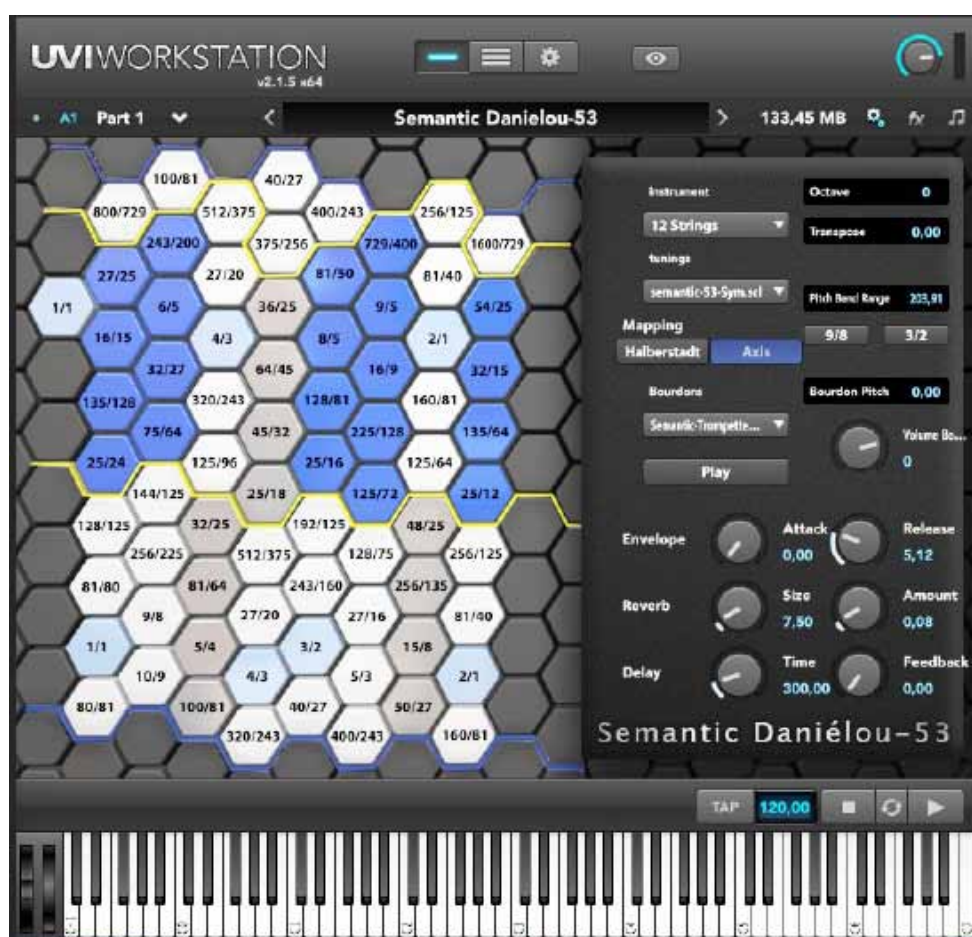 UVIWORKSTATION
v2.1.5 x64
A1 Part 1 Semantic Danielou-53 133,45 MB fx
100/81 40/27
800/729 512/375 400/243 256/125
243/200 375/256 729/400 1600/729
27/25 27/20 81/50 81/40
1/1 6/5 36/25 9/5 54/25
16/15 4/3 8/5 2/1
32/27 64/45 16/9 32/15
135/128 320/243 128/81 160/81
75/64 45/32 225/128 135/64
25/24 125/96 25/16 125/64
144/125 25/18 125/72 25/12
128/125 32/25 192/125 48/25
256/225 512/375 128/75 256/125
81/80 81/64 243/160 256/135
9/8 27/20 27/16 81/40
1/1 5/4 3/2 15/8
10/9 4/3 5/3 2/1
80/81 100/81 40/27 50/27
320/243 400/243 160/81
Instrument Octave 0
12 Strings Transpose 0,00
tunings
semantic-53-Sym.scl Pitch Bend Range 203,91
Mapping 9/8 3/2
Halberstadt Axis
Bourdons Bourdon Pitch 0,00
Semantic-Trompette... Volume Bo...
0
Play
Envelope Attack Release
0,00 5,12
Reverb Size Amount
7,50 0,08
Delay Time Feedback
300,00 0,00
Semantic Daniélou-53
TAP 120,00